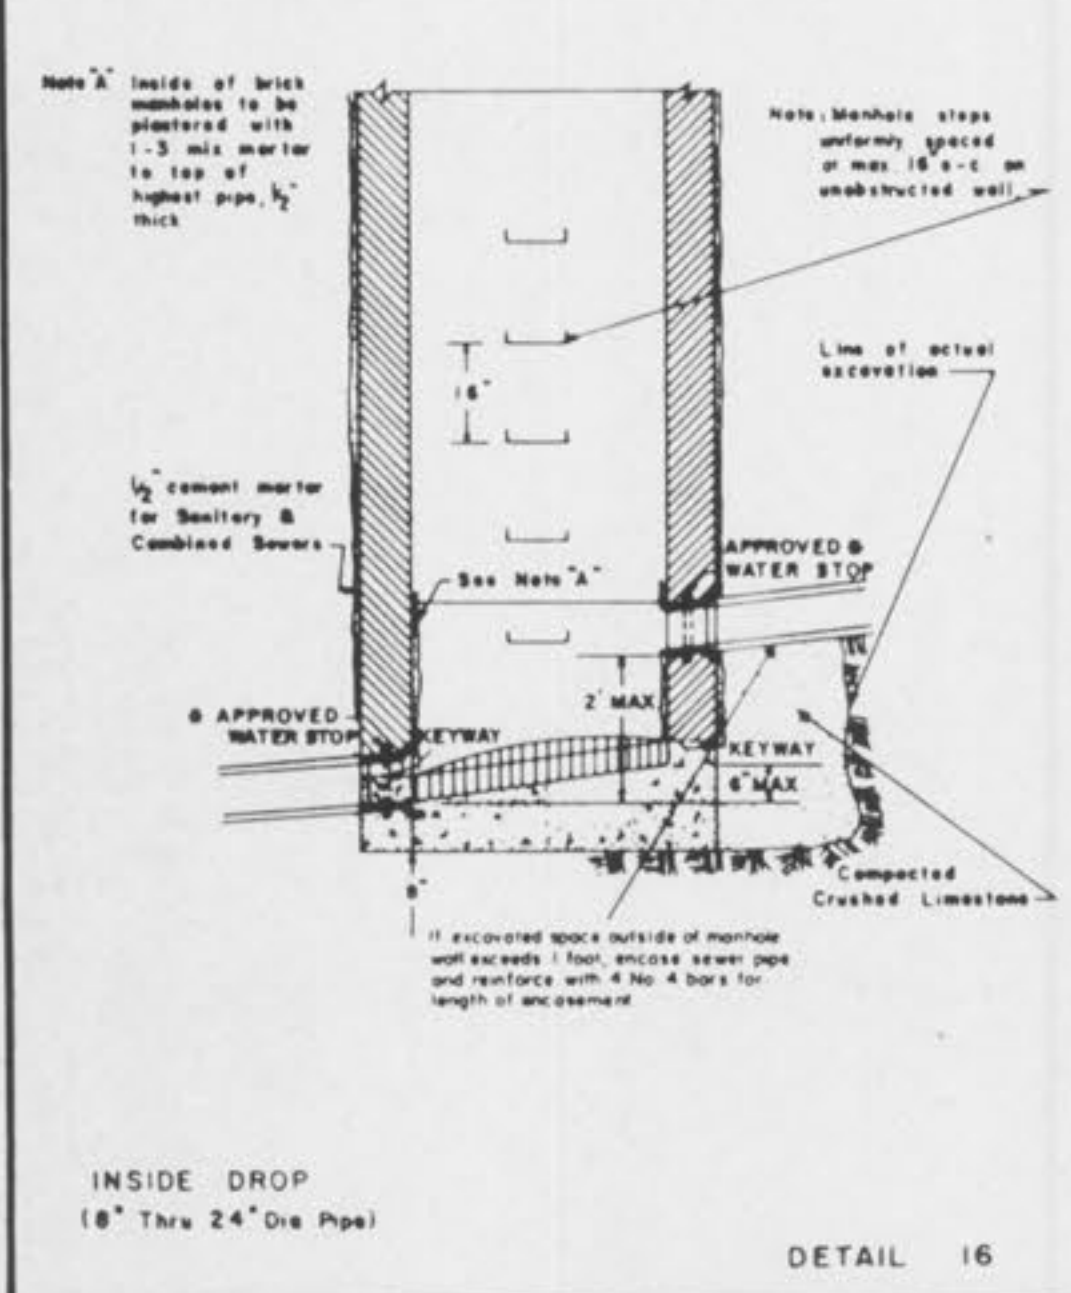 Note "A" Inside of brick
manholes to be
plastered with
1-3 mix mortar
to top of
highest pipe, 1/2"
thick
Note: Manhole steps
uniformly spaced
at max. 16" o-c on
unobstructed wall
Line of actual
excavation
16"
1/2" cement mortar
for Sanitary &
Combined Sewers
See Note "A"
APPROVED &
WATER STOP
2' MAX
& APPROVED
WATER STOP
KEYWAY
KEYWAY
6" MAX
8"
Compacted
Crushed Limestone
If excavated space outside of manhole
wall exceeds 1 foot, encase sewer pipe
and reinforce with 4 No. 4 bars for
length of encasement
INSIDE DROP
(8" Thru 24" Dia Pipe)
DETAIL 16